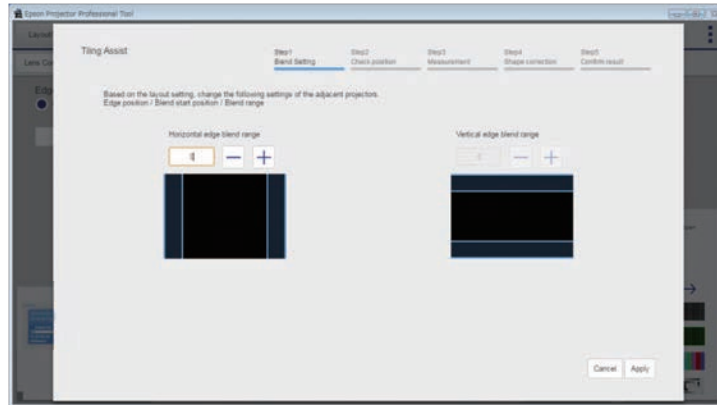 Epson Projector Professional Tool
Layout
Tiling Assist
Step1
Blend Setting
Step2
Check position
Step3
Measurement
Step4
Shape correction
Step5
Confirm result
Based on the layout setting, change the following settings of the adjacent projectors.
Edge position / Blend start position / Blend range
Horizontal edge blend range
Vertical edge blend range
Cancel
Apply